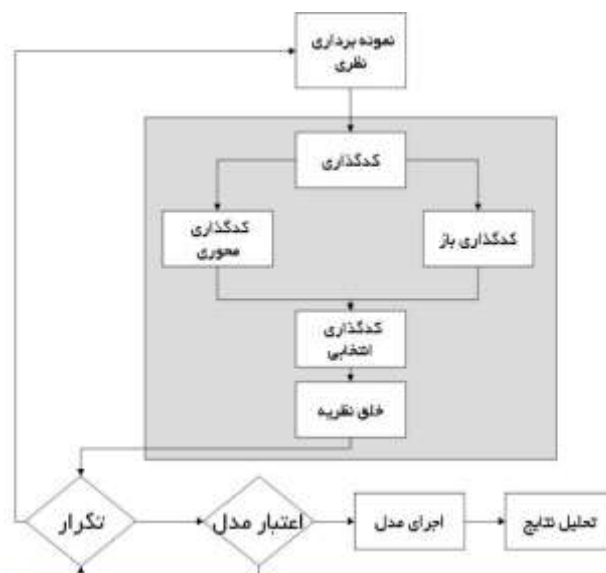 نمونه برداری
نظری
کدگذاری
کدگذاری باز
کدگذاری
محوری
کدگذاری
انتخابی
خلق نظریه
تکرار
اعتبار مدل
اجرای مدل
تحلیل نتایج